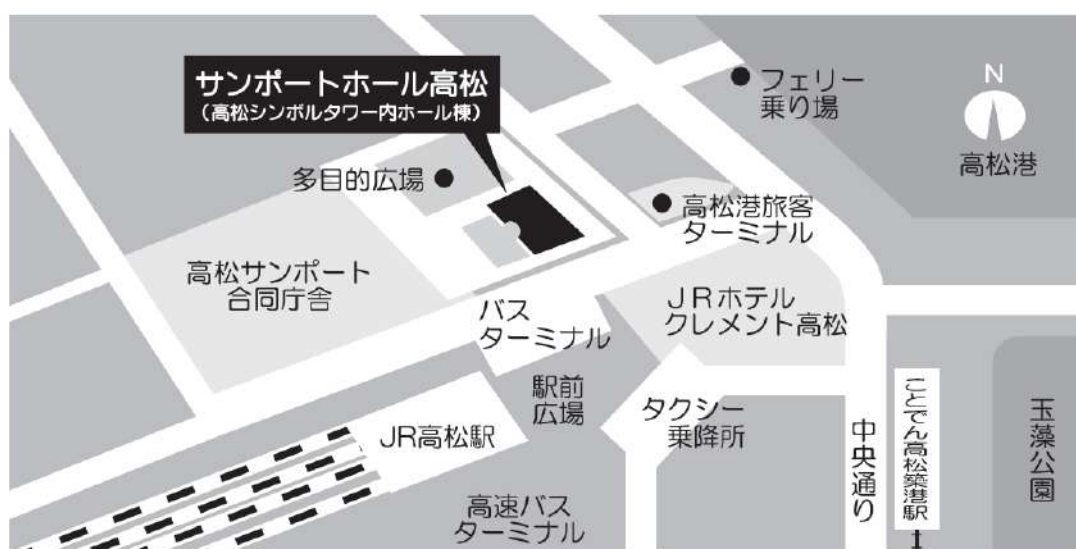 サンポートホール高松
(高松シンボルタワー内ホール棟)
フェリー
乗り場
N
高松港
多目的広場
高松港旅客
ターミナル
高松サンポート
合同庁舎
JRホテル
クレメント高松
バス
ターミナル
駅前
広場
タクシー
乗降所
JR高松駅
高速バス
ターミナル
中央通り
ことでん高松築港駅
玉藻公園